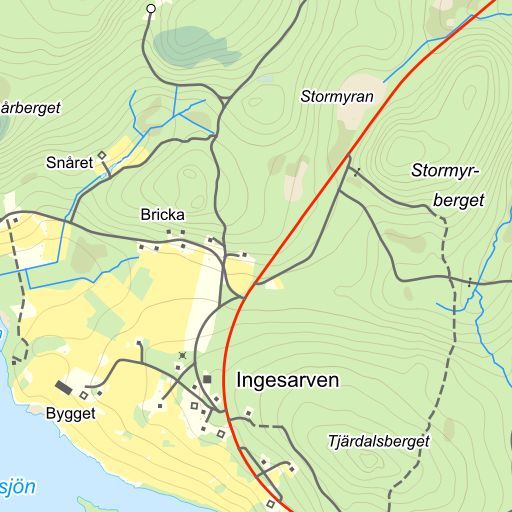 Stormyran
årberget
Snåret
Stormyr-
berget
Bricka
Ingesarven
Bygget
Tjärdalsberget
sjön